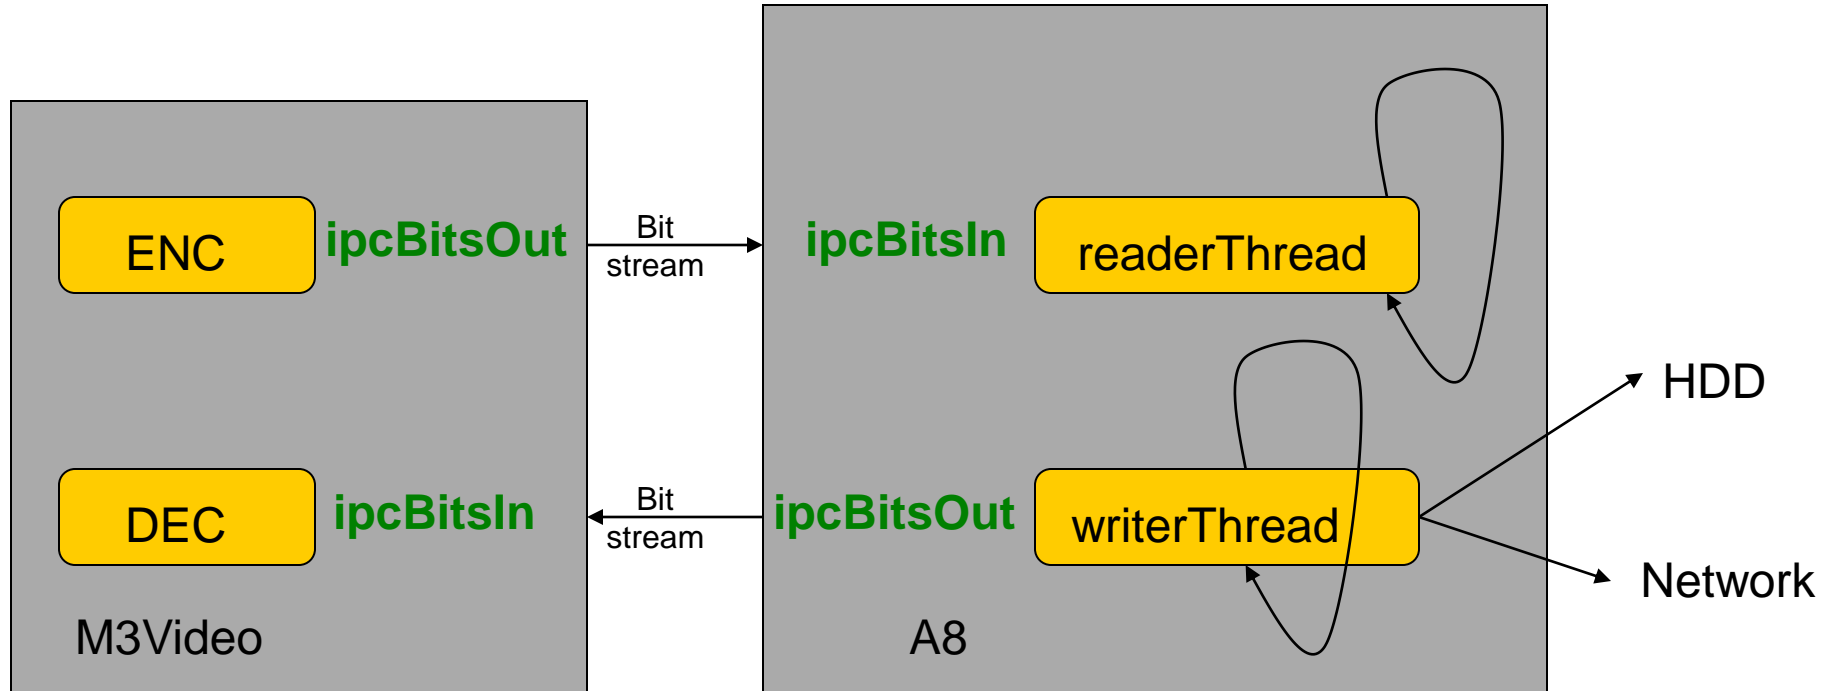 ENC
ipcBitsOut
Bit
stream
ipcBitsIn
readerThread
HDD
DEC
ipcBitsIn
Bit
stream
ipcBitsOut
writerThread
Network
M3Video
A8